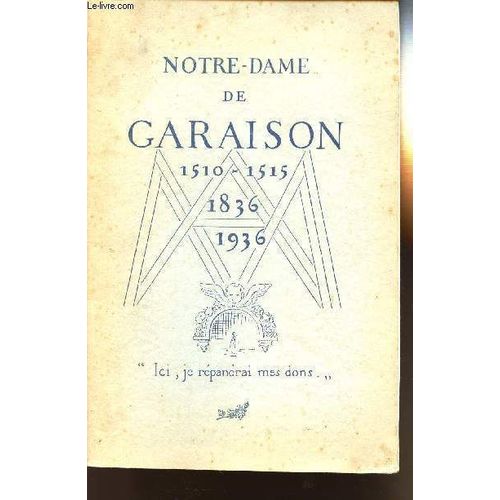 Le-livre.com
NOTRE-DAME
DE
GARAISON
1510-1515
1836
1936
“ Ici, je répandrai mes dons. „